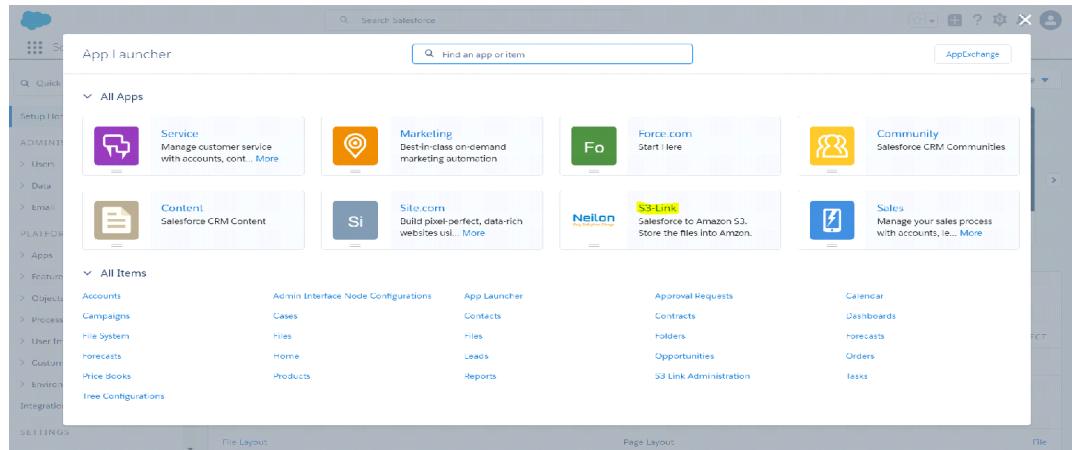 Search Salesforce
App Launcher
Find an app or item
AppExchange
Quick
Setup Ho
ADMINIS
Users
Data
Email
PLATFOR
Apps
Feature
Objects
Process
User In
Custom
Environ
Integration
SETTINGS
All Apps
Service
Manage customer service
with accounts, cont... More
Marketing
Best-in-class on-demand
marketing automation
Fo
Force.com
Start Here
Community
Salesforce CRM Communities
Content
Salesforce CRM Content
Si
Site.com
Build pixel-perfect, data-rich
websites usi... More
Neilon
S3-Link
Salesforce to Amazon S3.
Store the files into Amzon.
Sales
Manage your sales process
with accounts, le... More
All Items
Accounts
Admin Interface Node Configurations
App Launcher
Approval Requests
Calendar
Campaigns
Cases
Contacts
Contracts
Dashboards
File System
Files
Files
Folders
Forecasts
Forecasts
Home
Leads
Opportunities
Orders
Price Books
Products
Reports
S3-Link Administration
Tasks
Tree Configurations
File Layout
Page Layout
File